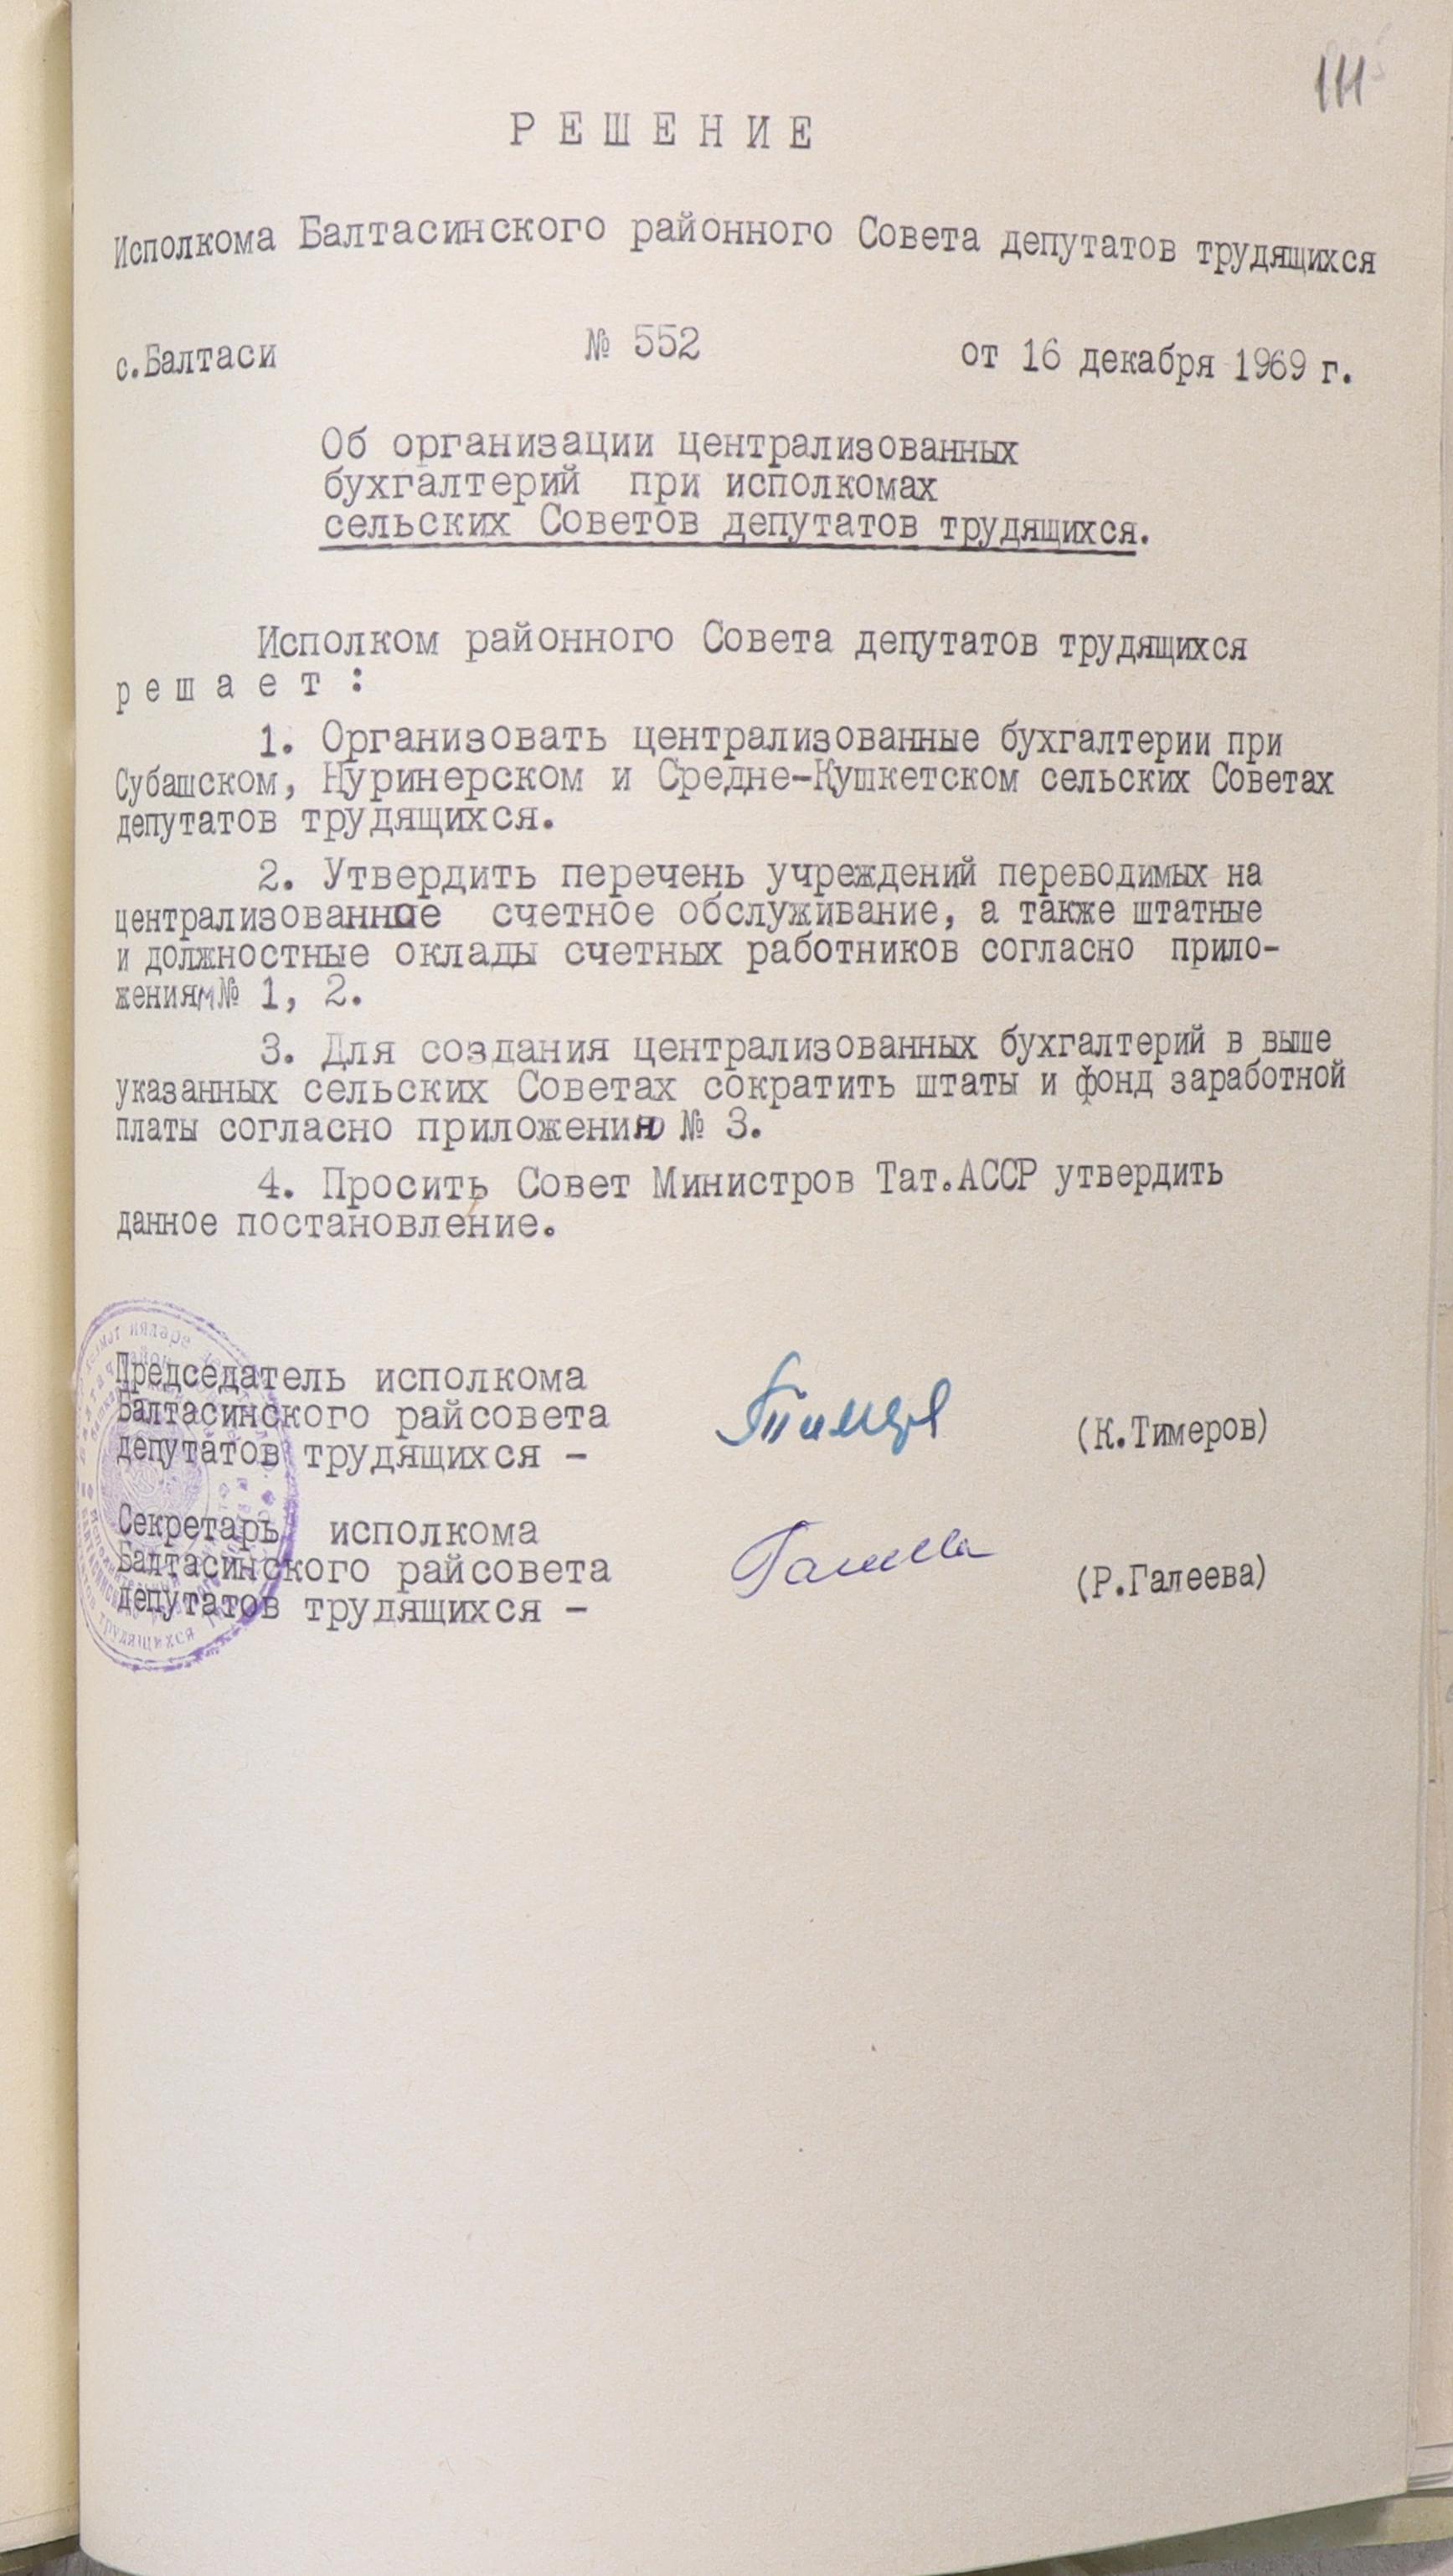 111
Р Е Ш Е Н И Е
Исполкома Балтасинского районного Совета депутатов трудящихся
с.Балтаси № 552 от 16 декабря 1969 г.
Об организации централизованных
бухгалтерий при исполкомах
сельских Советов депутатов трудящихся.
Исполком районного Совета депутатов трудящихся
р е ш а е т :
1. Организовать централизованные бухгалтерии при
Субашском, Нуринерском и Средне-Кушкетском сельских Советах
депутатов трудящихся.
2. Утвердить перечень учреждений переводимых на
централизованное счетное обслуживание, а также штатные
и должностные оклады счетных работников согласно прило-
жениям № 1, 2.
3. Для создания централизованных бухгалтерий в выше
указанных сельских Советах сократить штаты и фонд заработной
платы согласно приложению № 3.
4. Просить Совет Министров Тат.АССР утвердить
данное постановление.
Председатель исполкома
Балтасинского райсовета
депутатов трудящихся - (К.Тимеров)
Секретарь исполкома
Балтасинского райсовета
депутатов трудящихся - (Р.Галеева)
трудящихся